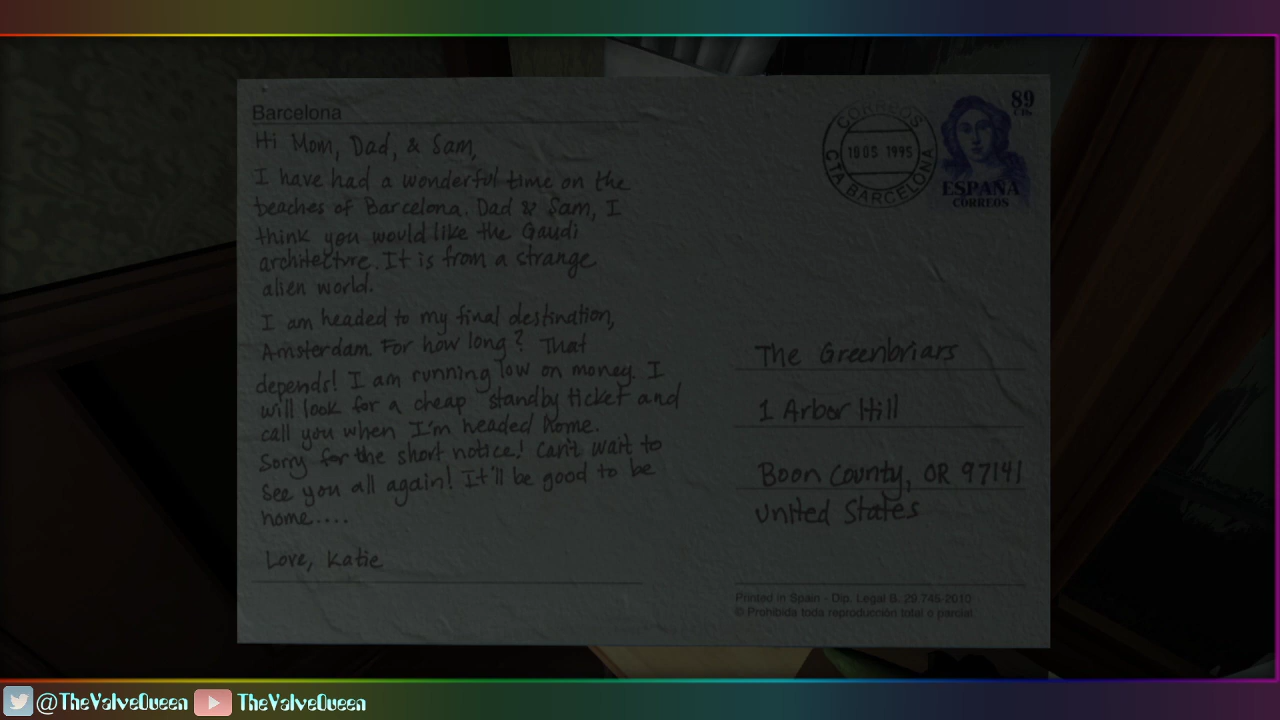 Barcelona
Hi Mom, Dad, & Sam,
I have had a wonderful time on the
beaches of Barcelona. Dad & Sam, I
think you would like the Gaudi
architecture. It is from a strange
alien world.
I am headed to my final destination,
Amsterdam. For how long? That
depends! I am running low on money. I
will look for a cheap standby ticket and
call you when I'm headed home.
Sorry for the short notice! Can't wait to
see you all again! It'll be good to be
home....
Love, Katie
CORREOS
10 05 1995
CTA BARCELONA
89
ESPAÑA
CORREOS
The Greenbriars
1 Arbor Hill
Boon County, OR 97141
United States
Printed in Spain - Dip. Legal B. 29.745-2010
© Prohibida toda reproducción total o parcial
@TheValveQueen
TheValveQueen